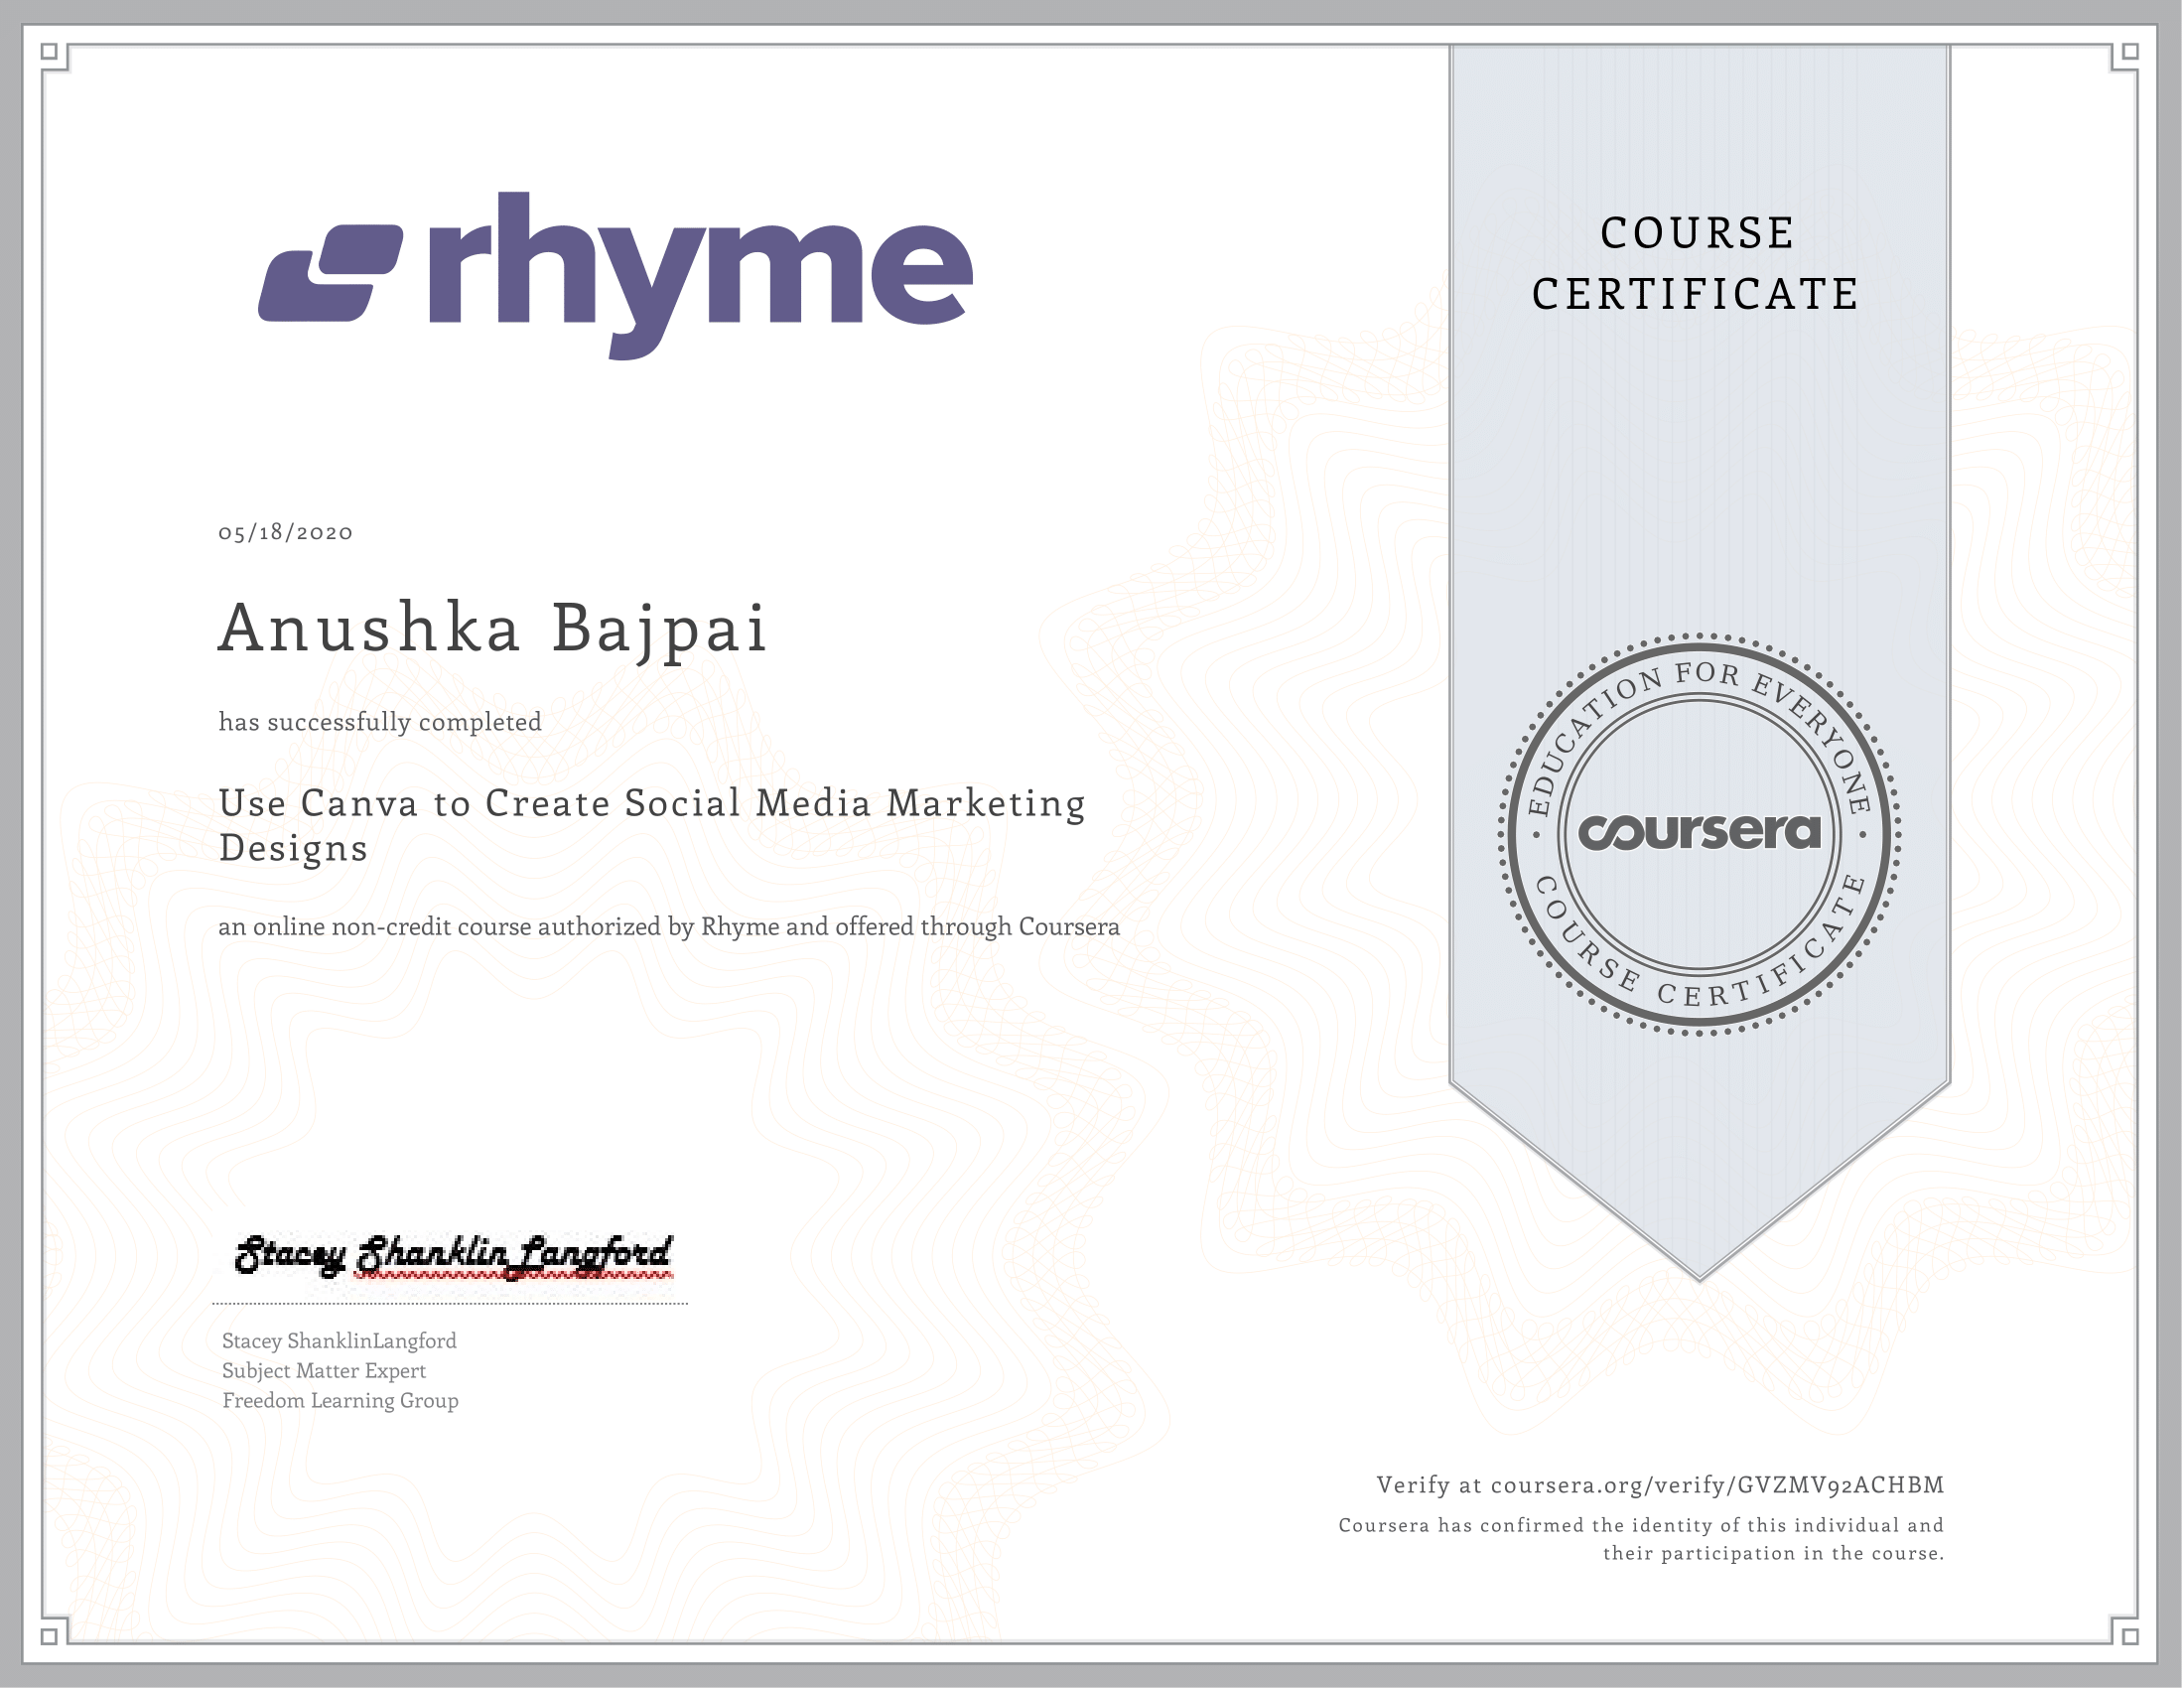 rhyme
COURSE
CERTIFICATE
05/18/2020
Anushka Bajpai
has successfully completed
Use Canva to Create Social Media Marketing
Designs
an online non-credit course authorized by Rhyme and offered through Coursera
EDUCATION FOR EVERYONE
coursera
COURSE CERTIFICATE
Stacey ShanklinLangford
Stacey ShanklinLangford
Subject Matter Expert
Freedom Learning Group
Verify at coursera.org/verify/GVZMV92ACHBM
Coursera has confirmed the identity of this individual and
their participation in the course.